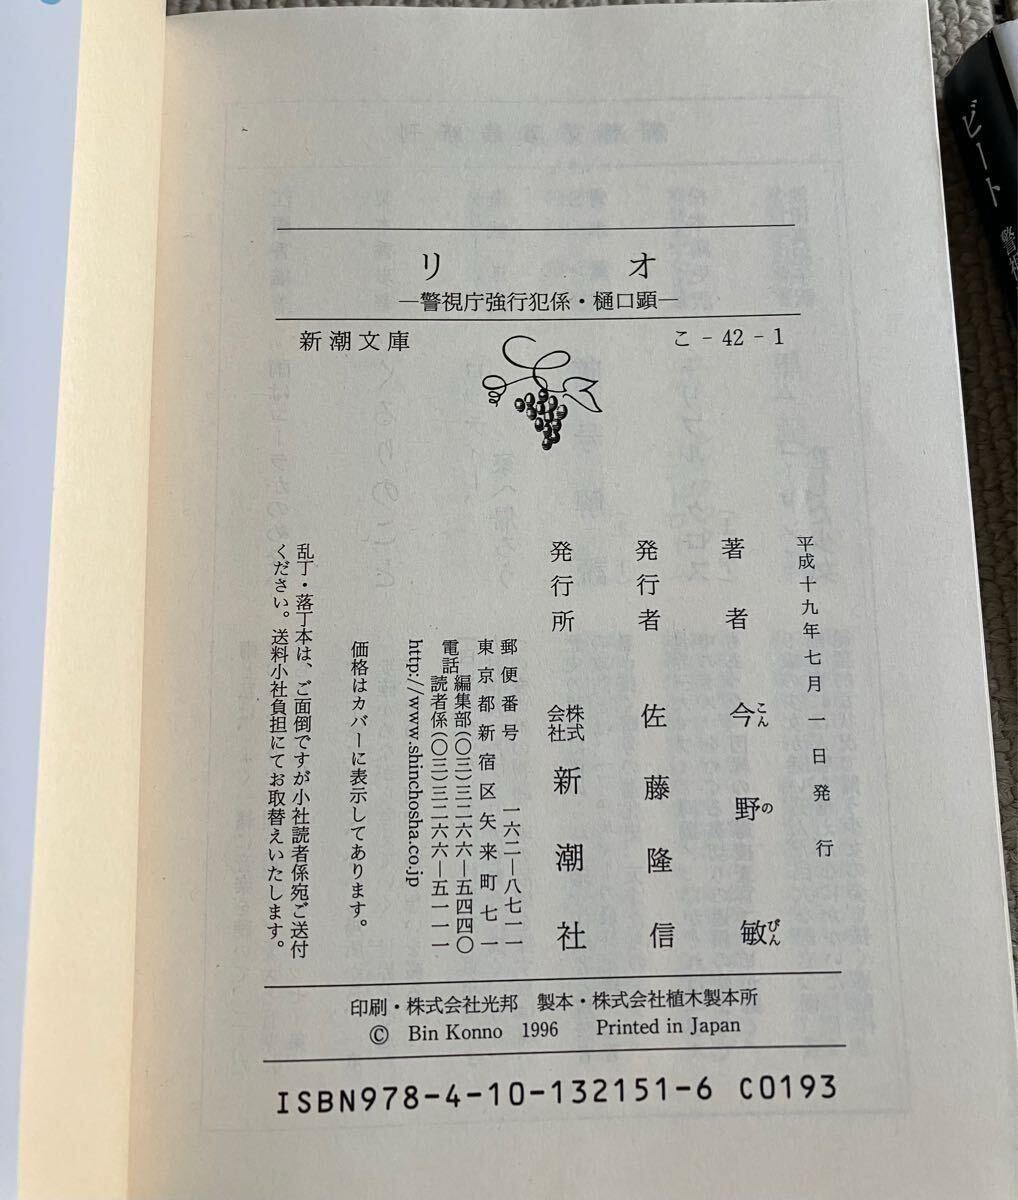 リオ
―警視庁強行犯係・樋口顕―
新潮文庫　こ - 42 - 1
平成十九年七月一日発行
著者　今野敏
こんのびん
発行者　佐藤隆信
発行所　株式会社新潮社
郵便番号　一六二―八七一一
東京都新宿区矢来町七一
電話編集部(〇三)三二六六―五四四〇
読者係(〇三)三二六六―五一一一
http://www.shinchosha.co.jp
価格はカバーに表示してあります。
乱丁・落丁本は、ご面倒ですが小社読者係宛ご送付
ください。送料小社負担にてお取替えいたします。
印刷・株式会社光邦　製本・株式会社植木製本所
© Bin Konno 1996　Printed in Japan
ISBN978-4-10-132151-6 C0193
ビート
警視